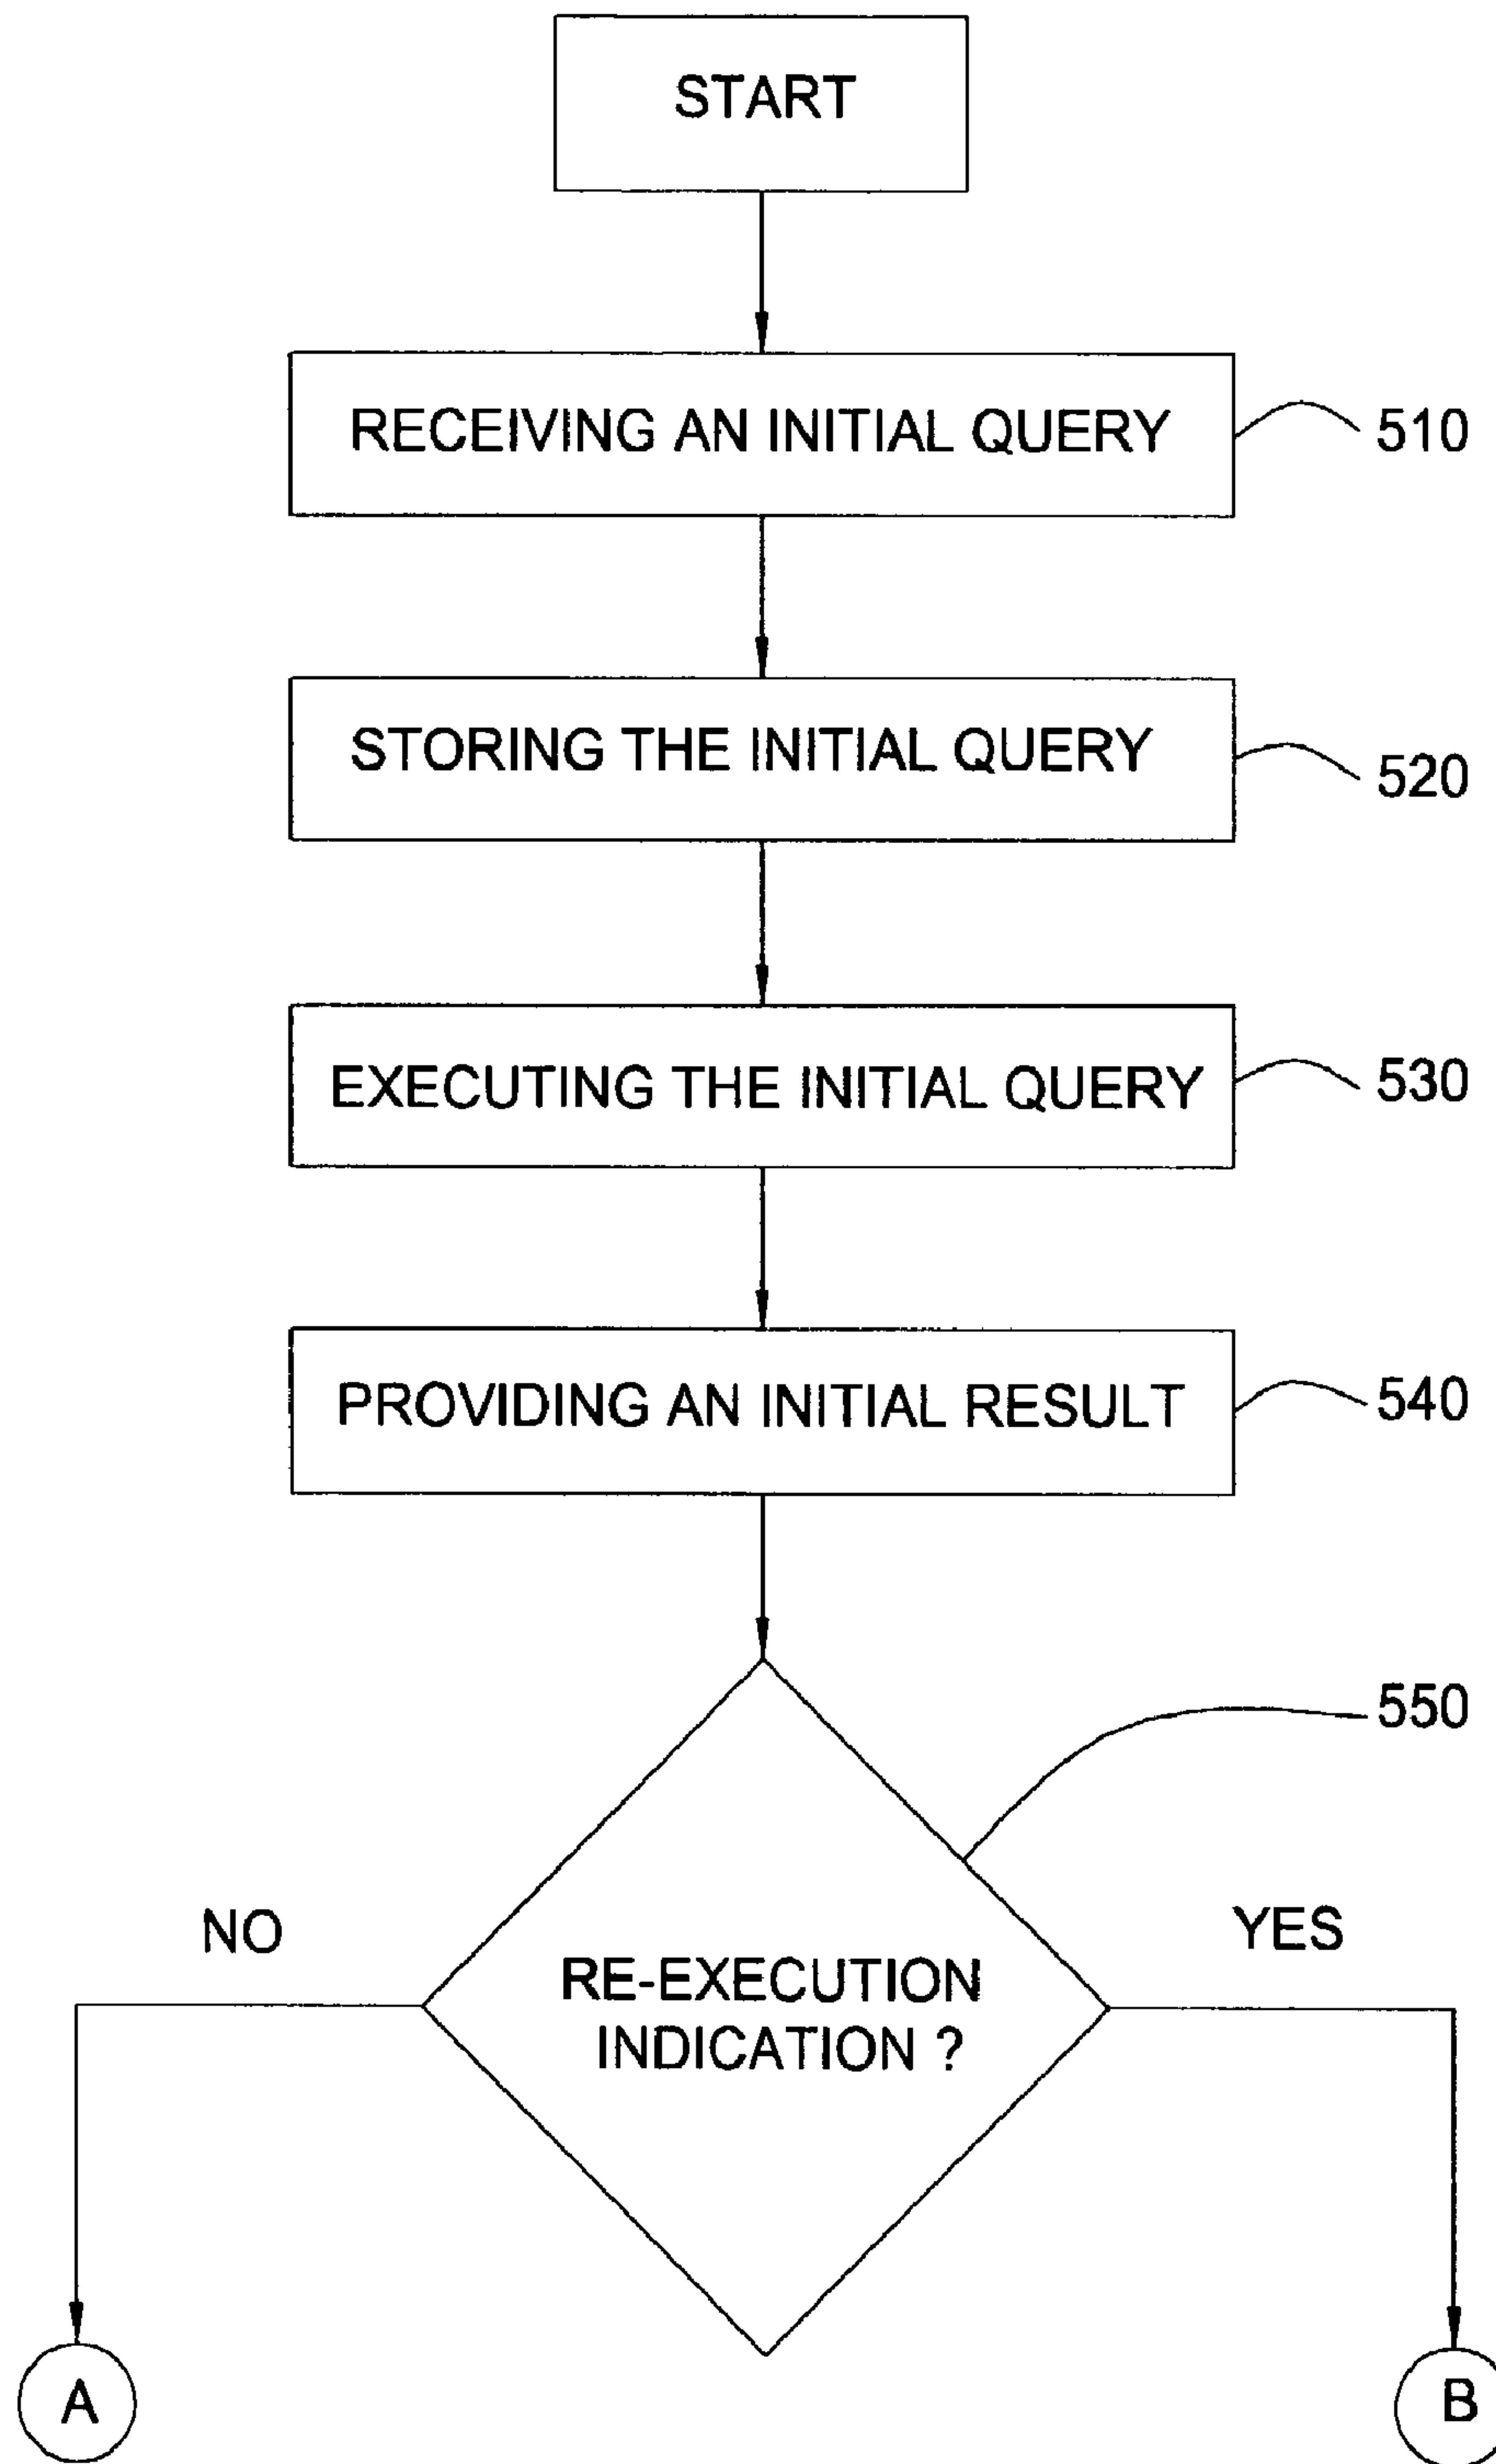 START
RECEIVING AN INITIAL QUERY
510
STORING THE INITIAL QUERY
520
EXECUTING THE INITIAL QUERY
530
PROVIDING AN INITIAL RESULT
540
550
NO
YES
RE-EXECUTION
INDICATION ?
A
B